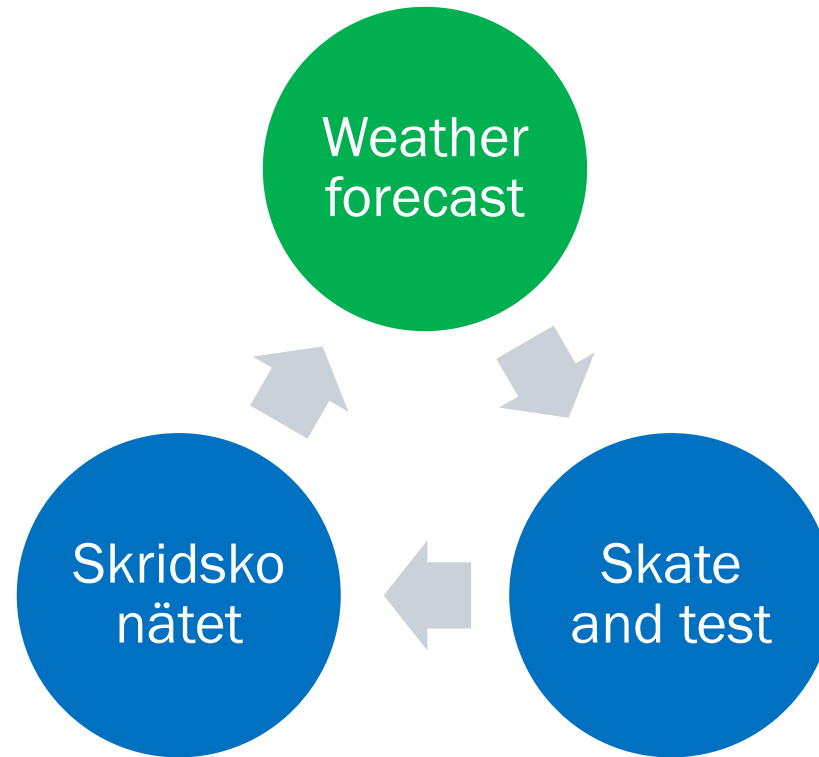 Weather
forecast
Skate
and test
Skridsko
nätet